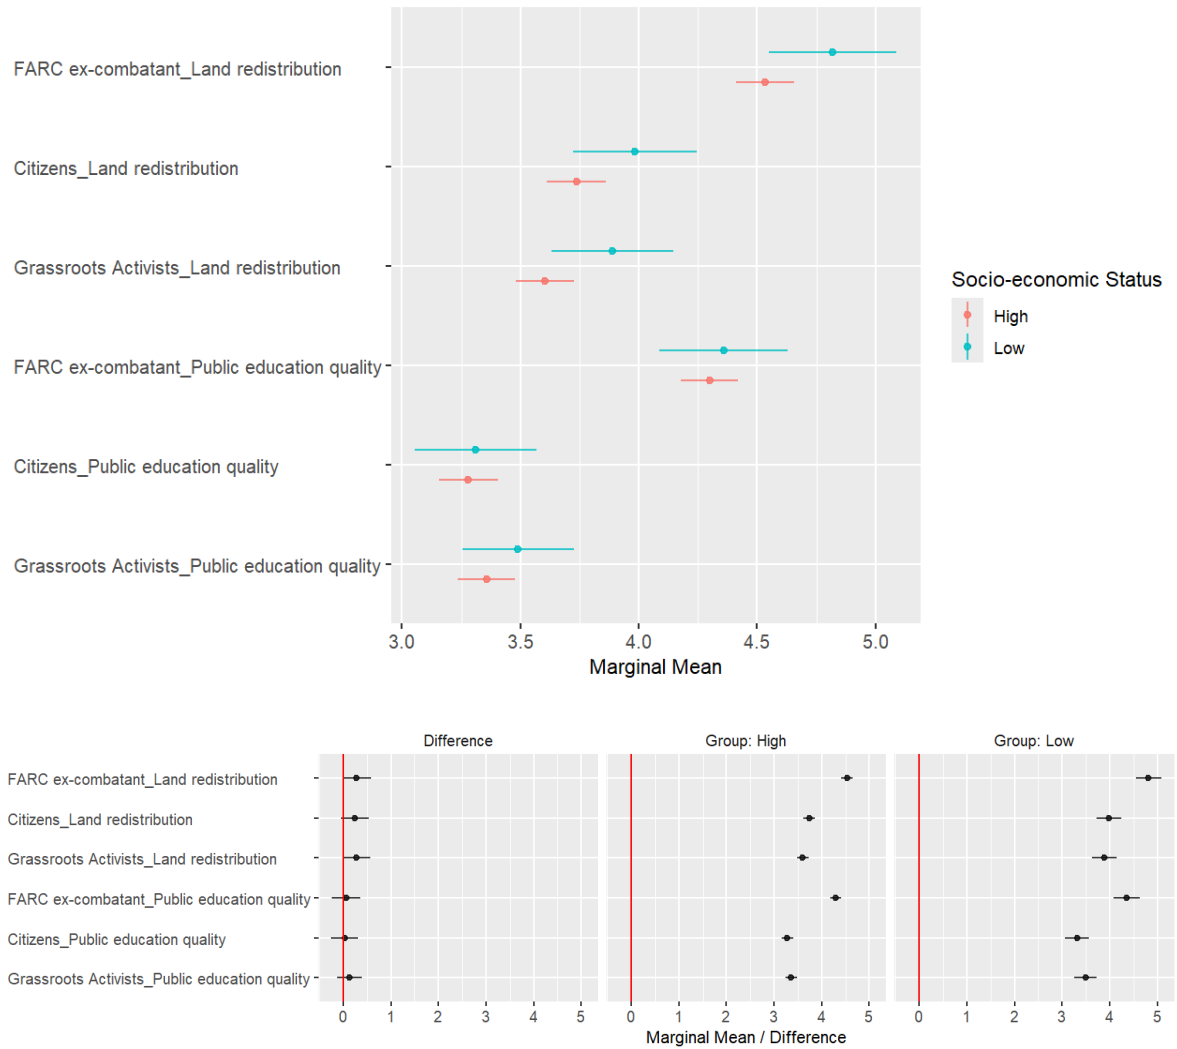 FARC ex-combatant_Land redistribution
Citizens_Land redistribution
Grassroots Activists_Land redistribution
FARC ex-combatant_Public education quality
Citizens_Public education quality
Grassroots Activists_Public education quality
3.0 3.5 4.0 4.5 5.0
Marginal Mean
Socio-economic Status
High
Low
Difference Group: High Group: Low
FARC ex-combatant_Land redistribution
Citizens_Land redistribution
Grassroots Activists_Land redistribution
FARC ex-combatant_Public education quality
Citizens_Public education quality
Grassroots Activists_Public education quality
0 1 2 3 4 5 0 1 2 3 4 5 0 1 2 3 4 5
Marginal Mean / Difference